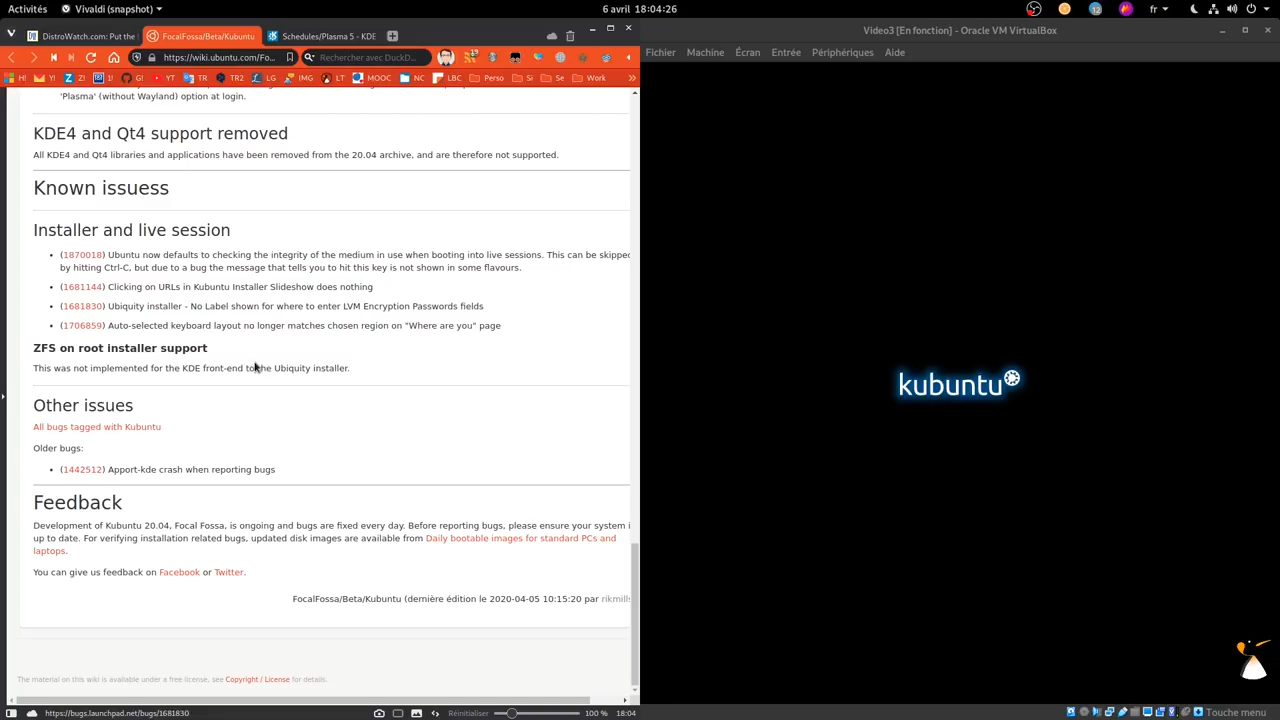 Activités
Vivaldi (snapshot)
6 avril 18:04:26
fr
DistroWatch.com: Put the
FocalFossa/Beta/Kubuntu
Schedules/Plasma 5 - KDE
Video3 [En fonction] - Oracle VM VirtualBox
https://wiki.ubuntu.com/Fo...
Rechercher avec DuckD...
Fichier Machine Écran Entrée Périphériques Aide
H! Y! Z! 1! G! YT TR TR2 LG IMG LT MOOC NC LBC Perso Si Se Work »
'Plasma' (without Wayland) option at login.
KDE4 and Qt4 support removed
All KDE4 and Qt4 libraries and applications have been removed from the 20.04 archive, and are therefore not supported.
Known issuess
Installer and live session
• (1870018) Ubuntu now defaults to checking the integrity of the medium in use when booting into live sessions. This can be skipped
by hitting Ctrl-C, but due to a bug the message that tells you to hit this key is not shown in some flavours.
• (1681144) Clicking on URLs in Kubuntu Installer Slideshow does nothing
• (1681830) Ubiquity installer - No Label shown for where to enter LVM Encryption Passwords fields
• (1706859) Auto-selected keyboard layout no longer matches chosen region on "Where are you" page
ZFS on root installer support
This was not implemented for the KDE front-end to the Ubiquity installer.
kubuntu
Other issues
All bugs tagged with Kubuntu
Older bugs:
• (1442512) Apport-kde crash when reporting bugs
Feedback
Development of Kubuntu 20.04, Focal Fossa, is ongoing and bugs are fixed every day. Before reporting bugs, please ensure your system i
up to date. For verifying installation related bugs, updated disk images are available from Daily bootable images for standard PCs and
laptops.
You can give us feedback on Facebook or Twitter.
FocalFossa/Beta/Kubuntu (dernière édition le 2020-04-05 10:15:20 par rikmills
The material on this wiki is available under a free license, see Copyright / License for details.
https://bugs.launchpad.net/bugs/1681830
Réinitialiser
100 %
18:04
Touche menu